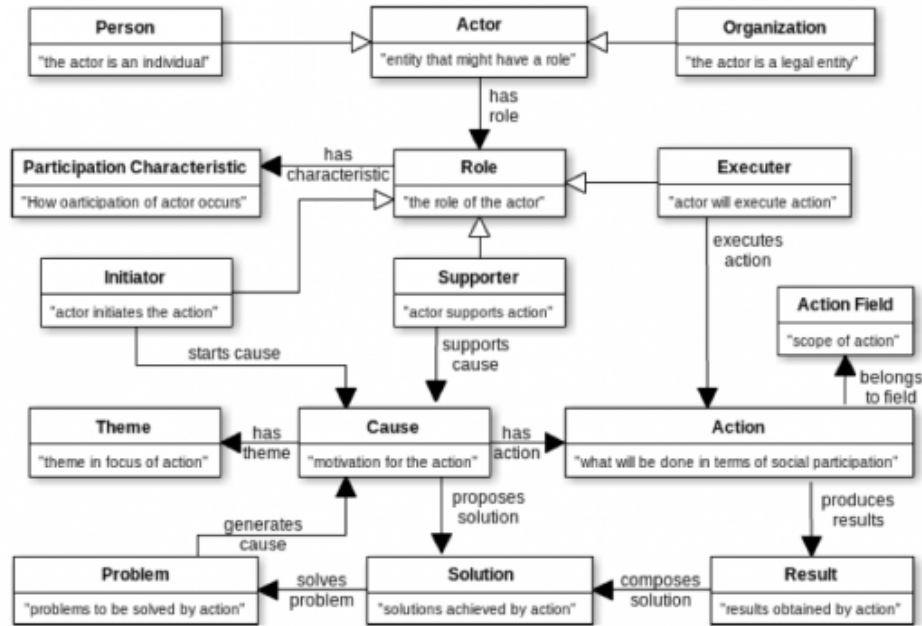 Person
"the actor is an individual"
Actor
"entity that might have a role"
Organization
"the actor is a legal entity"
has
role
Participation Characteristic
"How oarticipation of actor occurs"
has
characteristic
Role
"the role of the actor"
Executer
"actor will execute action"
executes
action
Initiator
"actor initiates the action"
Supporter
"actor supports action"
Action Field
"scope of action"
starts cause
supports
cause
belongs
to field
Theme
"theme in focus of action"
has
theme
Cause
"motivation for the action"
has
action
Action
"what will be done in terms of social participation"
generates
cause
proposes
solution
produces
results
Problem
"problems to be solved by action"
solves
problem
Solution
"solutions achieved by action"
composes
solution
Result
"results obtained by action"